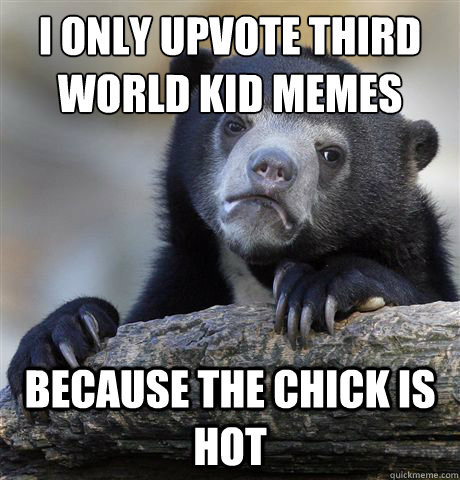 I ONLY UPVOTE THIRD
WORLD KID MEMES
BECAUSE THE CHICK IS
HOT
quickmeme.com